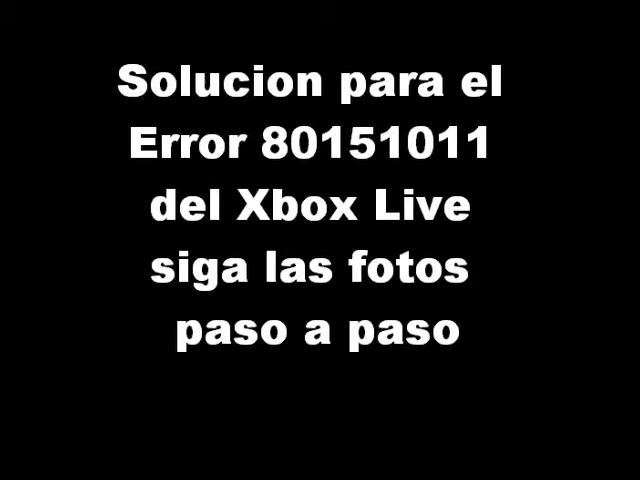 Solucion para el
Error 80151011
del Xbox Live
siga las fotos
paso a paso